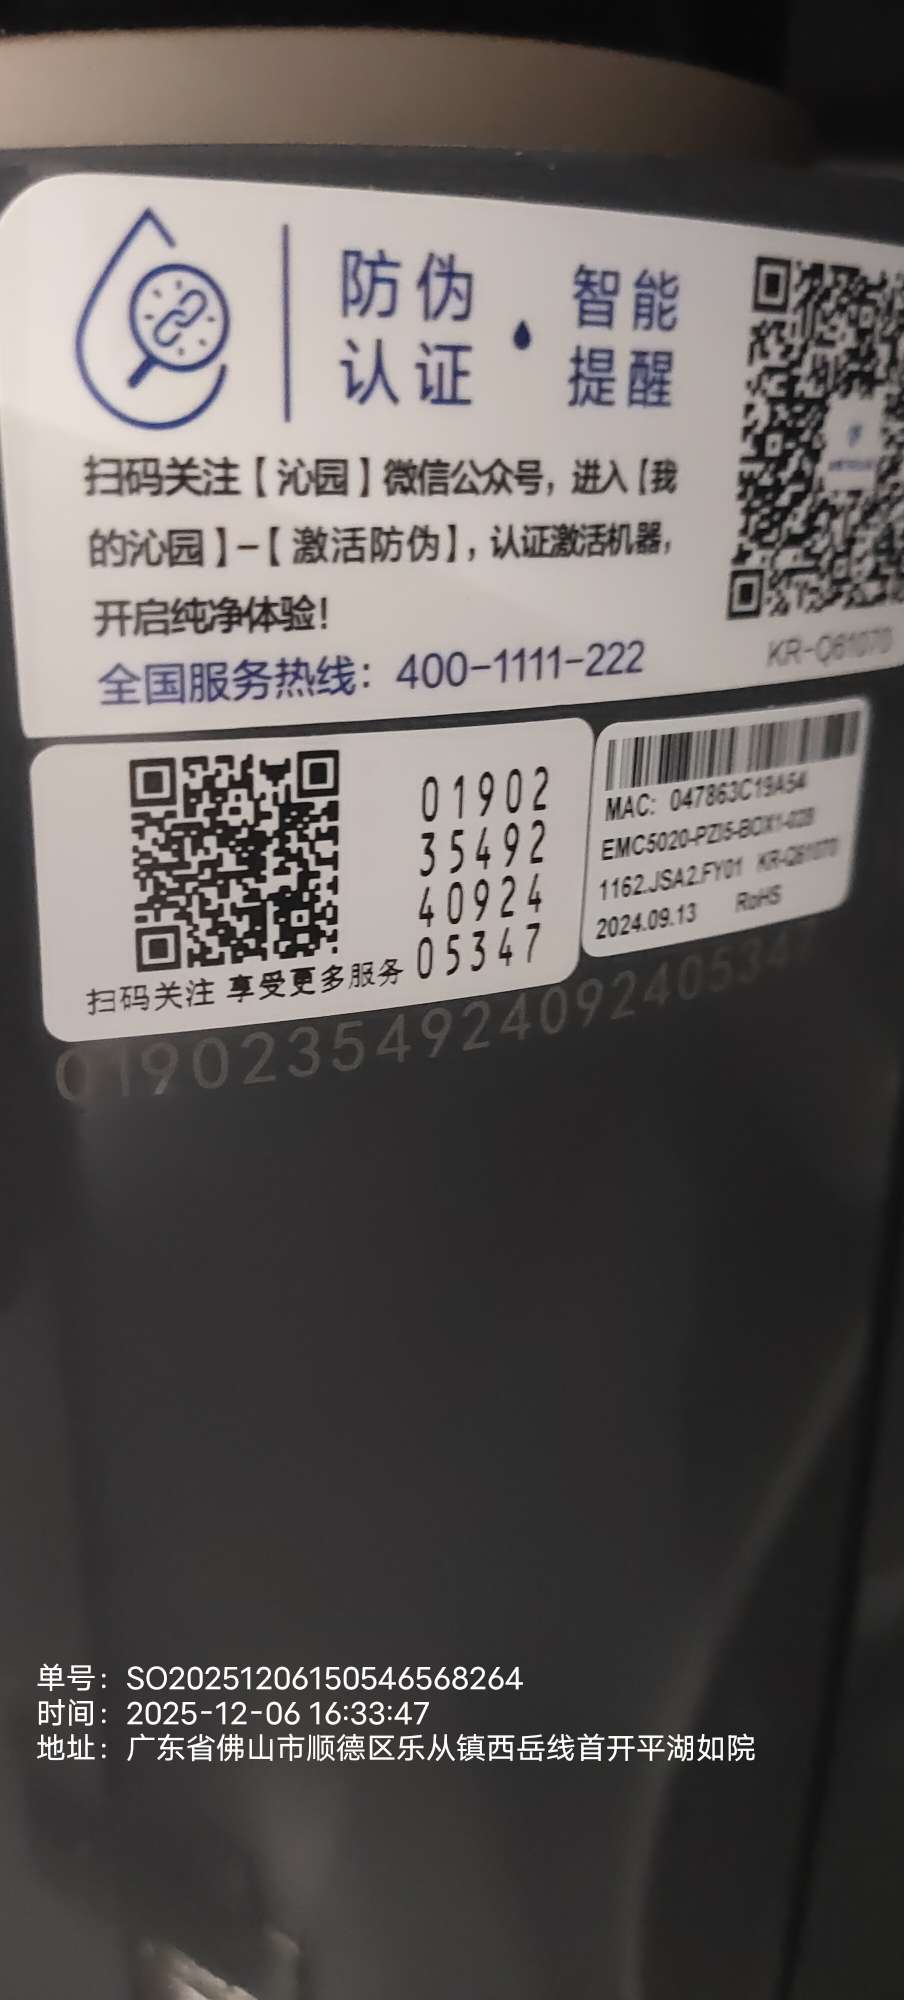 防伪 智能
认证 · 提醒
扫码关注【沁园】微信公众号，进入【我
的沁园】-【激活防伪】，认证激活机器，
开启纯净体验！
全国服务热线：400-1111-222
KR-Q61070
01902
35492
40924
05347
扫码关注 享受更多服务
MAC: 047863C19A54
EMC5020-PZI5-BOX1-02B
1162.JSA2.FY01 KR-Q61070
2024.09.13 RoHS
01902354924092405347
单号：SO20251206150546568264
时间：2025-12-06 16:33:47
地址：广东省佛山市顺德区乐从镇西岳线首开平湖如院